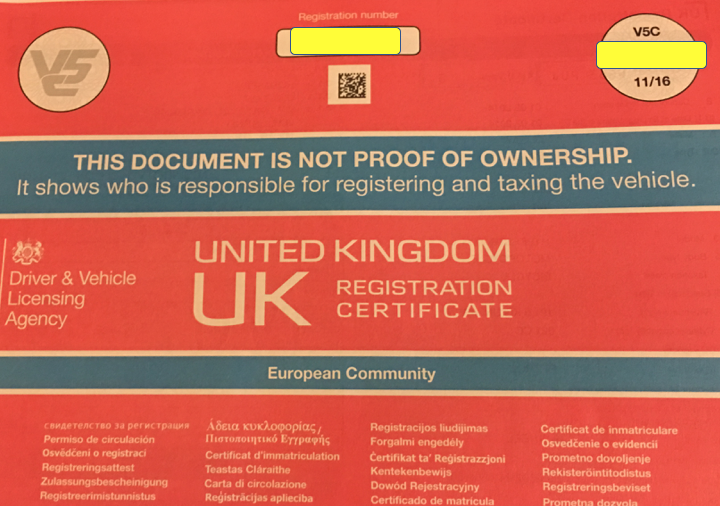 Registration number
V5C
V5C
11/16
THIS DOCUMENT IS NOT PROOF OF OWNERSHIP.
It shows who is responsible for registering and taxing the vehicle.
Driver & Vehicle
Licensing
Agency
UNITED KINGDOM
UK REGISTRATION
CERTIFICATE
European Community
свидетелство за регистрация
Permiso de circulación
Osvědčení o registraci
Registreringsattest
Zulassungsbescheinigung
Registreerimistunnistus
Άδεια κυκλοφορίας /
Πιστοποιητικό Εγγραφής
Certificat d'immatriculation
Teastas Cláraithe
Carta di circolazione
Reģistrācijas apliecība
Registracijos liudijimas
Forgalmi engedély
Ċertifikat ta' Reġistrazzjoni
Kentekenbewijs
Dowód Rejestracyjny
Certificado de matrícula
Certificat de inmatriculare
Osvedčenie o evidencii
Prometno dovoljenje
Rekisteröintitodistus
Registreringsbeviset
Prometna dozvola